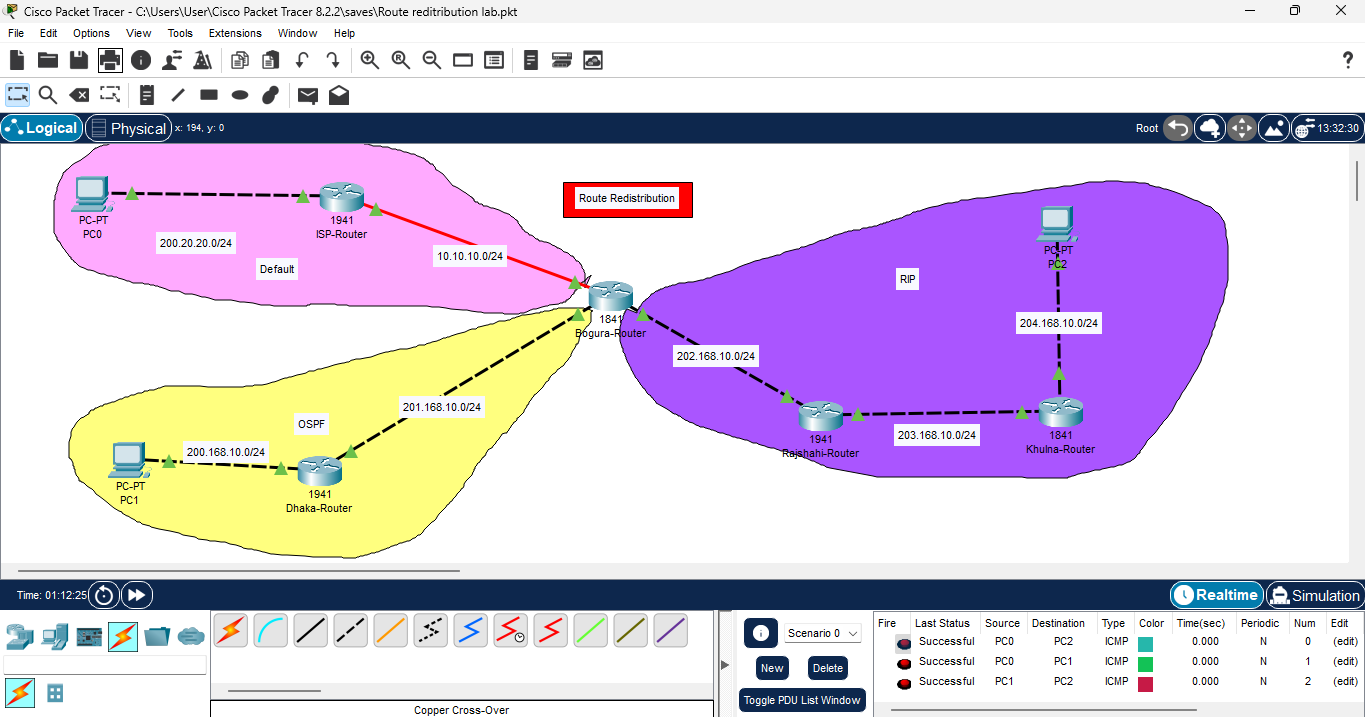 Cisco Packet Tracer - C:\Users\User\Cisco Packet Tracer 8.2.2\saves\Route reditribution lab.pkt
File Edit Options View Tools Extensions Window Help
?
Logical Physical x: 194, y: 0 Root 13:32:30
PC-PT
PC0
200.20.20.0/24
Default
1941
ISP-Router
10.10.10.0/24
Route Redistribution
1841
Bogura-Router
RIP
PC-PT
PC2
204.168.10.0/24
202.168.10.0/24
201.168.10.0/24
OSPF
200.168.10.0/24
PC-PT
PC1
1941
Dhaka-Router
1941
Rajshahi-Router
203.168.10.0/24
1841
Khulna-Router
Time: 01:12:25 Realtime Simulation
Scenario 0
New Delete
Toggle PDU List Window
Fire Last Status Source Destination Type Color Time(sec) Periodic Num Edit
Successful PC0 PC2 ICMP 0.000 N 0 (edit)
Successful PC0 PC1 ICMP 0.000 N 1 (edit)
Successful PC1 PC2 ICMP 0.000 N 2 (edit)
Copper Cross-Over